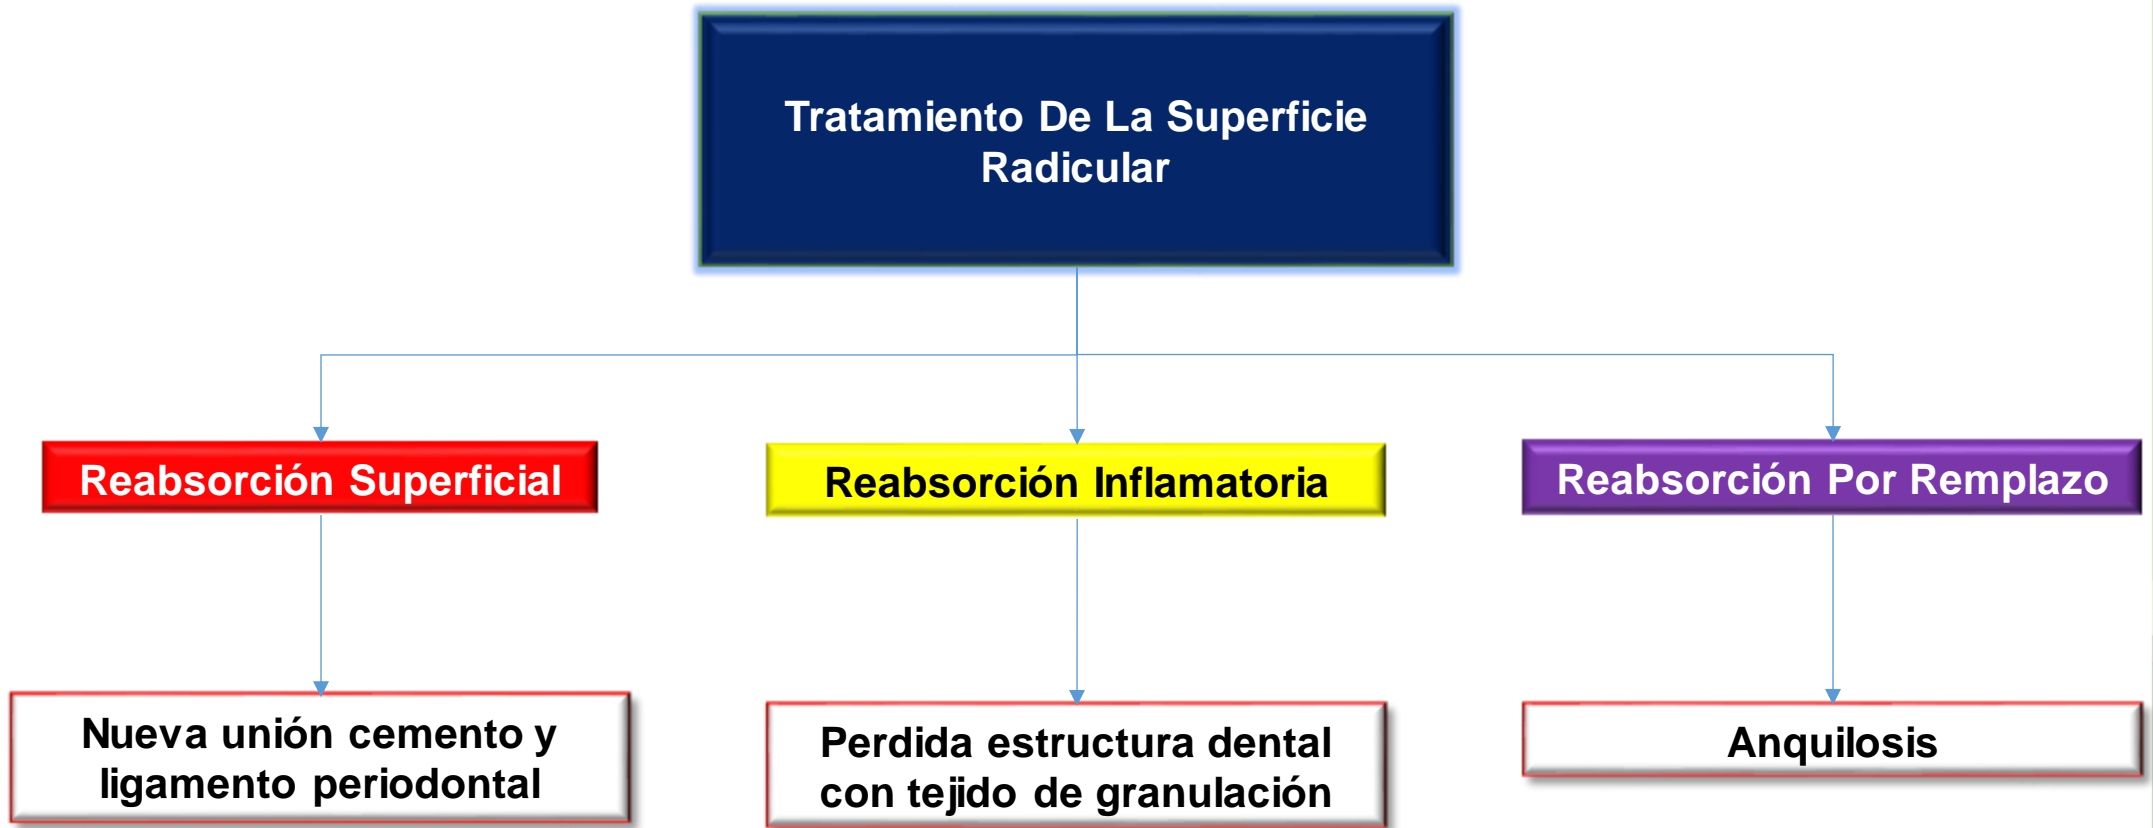 Tratamiento De La Superficie
Radicular
Reabsorción Superficial
Reabsorción Inflamatoria
Reabsorción Por Remplazo
Nueva unión cemento y
ligamento periodontal
Perdida estructura dental
con tejido de granulación
Anquilosis